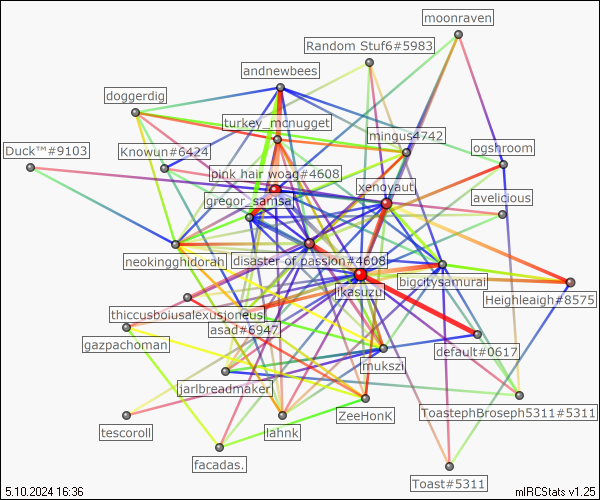 moonraven
Random Stuf6#5983
andnewbees
doggerdig
turkey_mcnugget
mingus4742
Duck™#9103
Knowun#6424
ogshroom
pink hair woag#4608
xenoyaut
gregor_samsa
avelicious
neokingghidorah
disaster of passion#4608
bigcitysamurai
jikasuzu
Heighleaigh#8575
thiccusboiusalexusjoneus
asad#6947
gazpachoman
default#0617
mukszi
jarlbreadmaker
ToastephBroseph5311#5311
ZeeHonK
tescoroll
lahnk
facadas.
Toast#5311
5.10.2024 16:36
mIRCStats v1.25